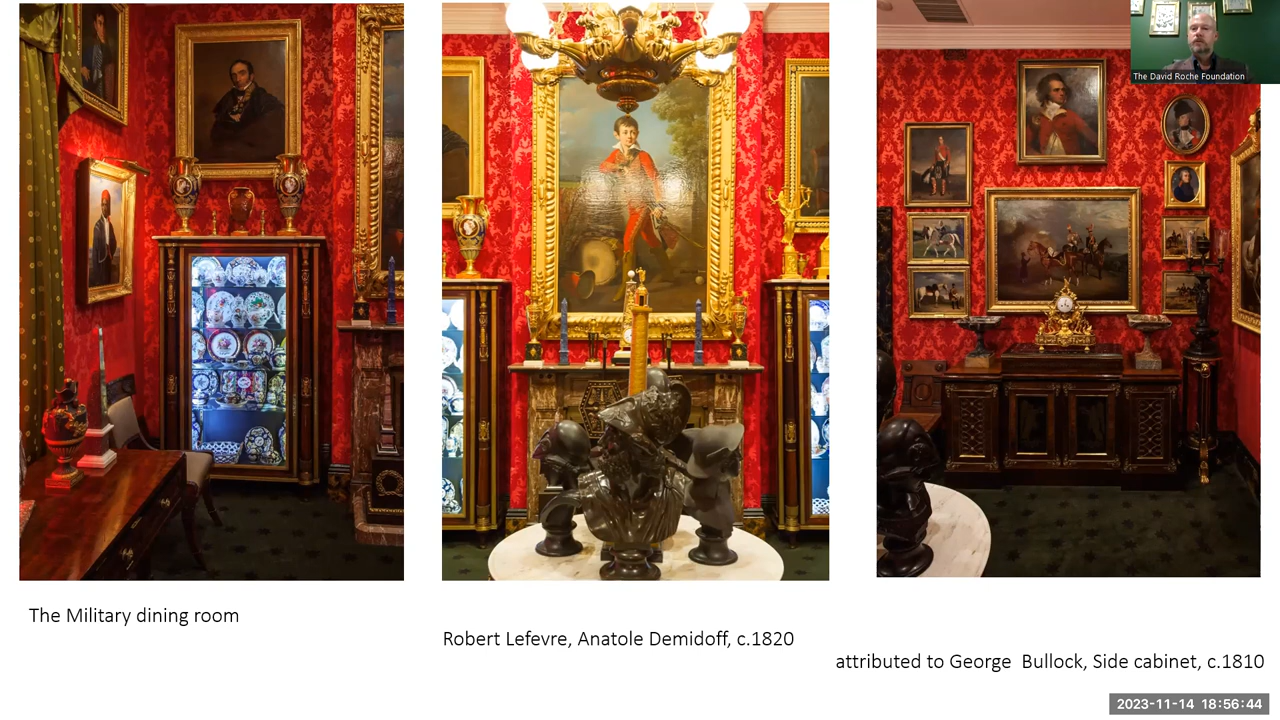 The David Roche Foundation
The Military dining room
Robert Lefevre, Anatole Demidoff, c.1820
attributed to George  Bullock, Side cabinet, c.1810
2023-11-14 18:56:44